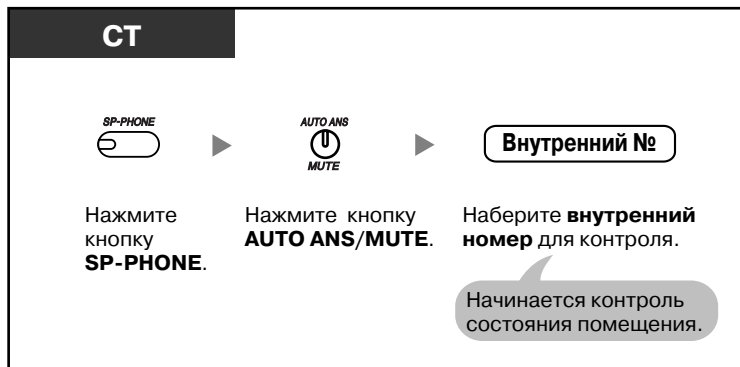 СТ
SP-PHONE
AUTO ANS
MUTE
Внутренний №
Нажмите
кнопку
SP-PHONE.
Нажмите кнопку
AUTO ANS/MUTE.
Наберите внутренний
номер для контроля.
Начинается контроль
состояния помещения.